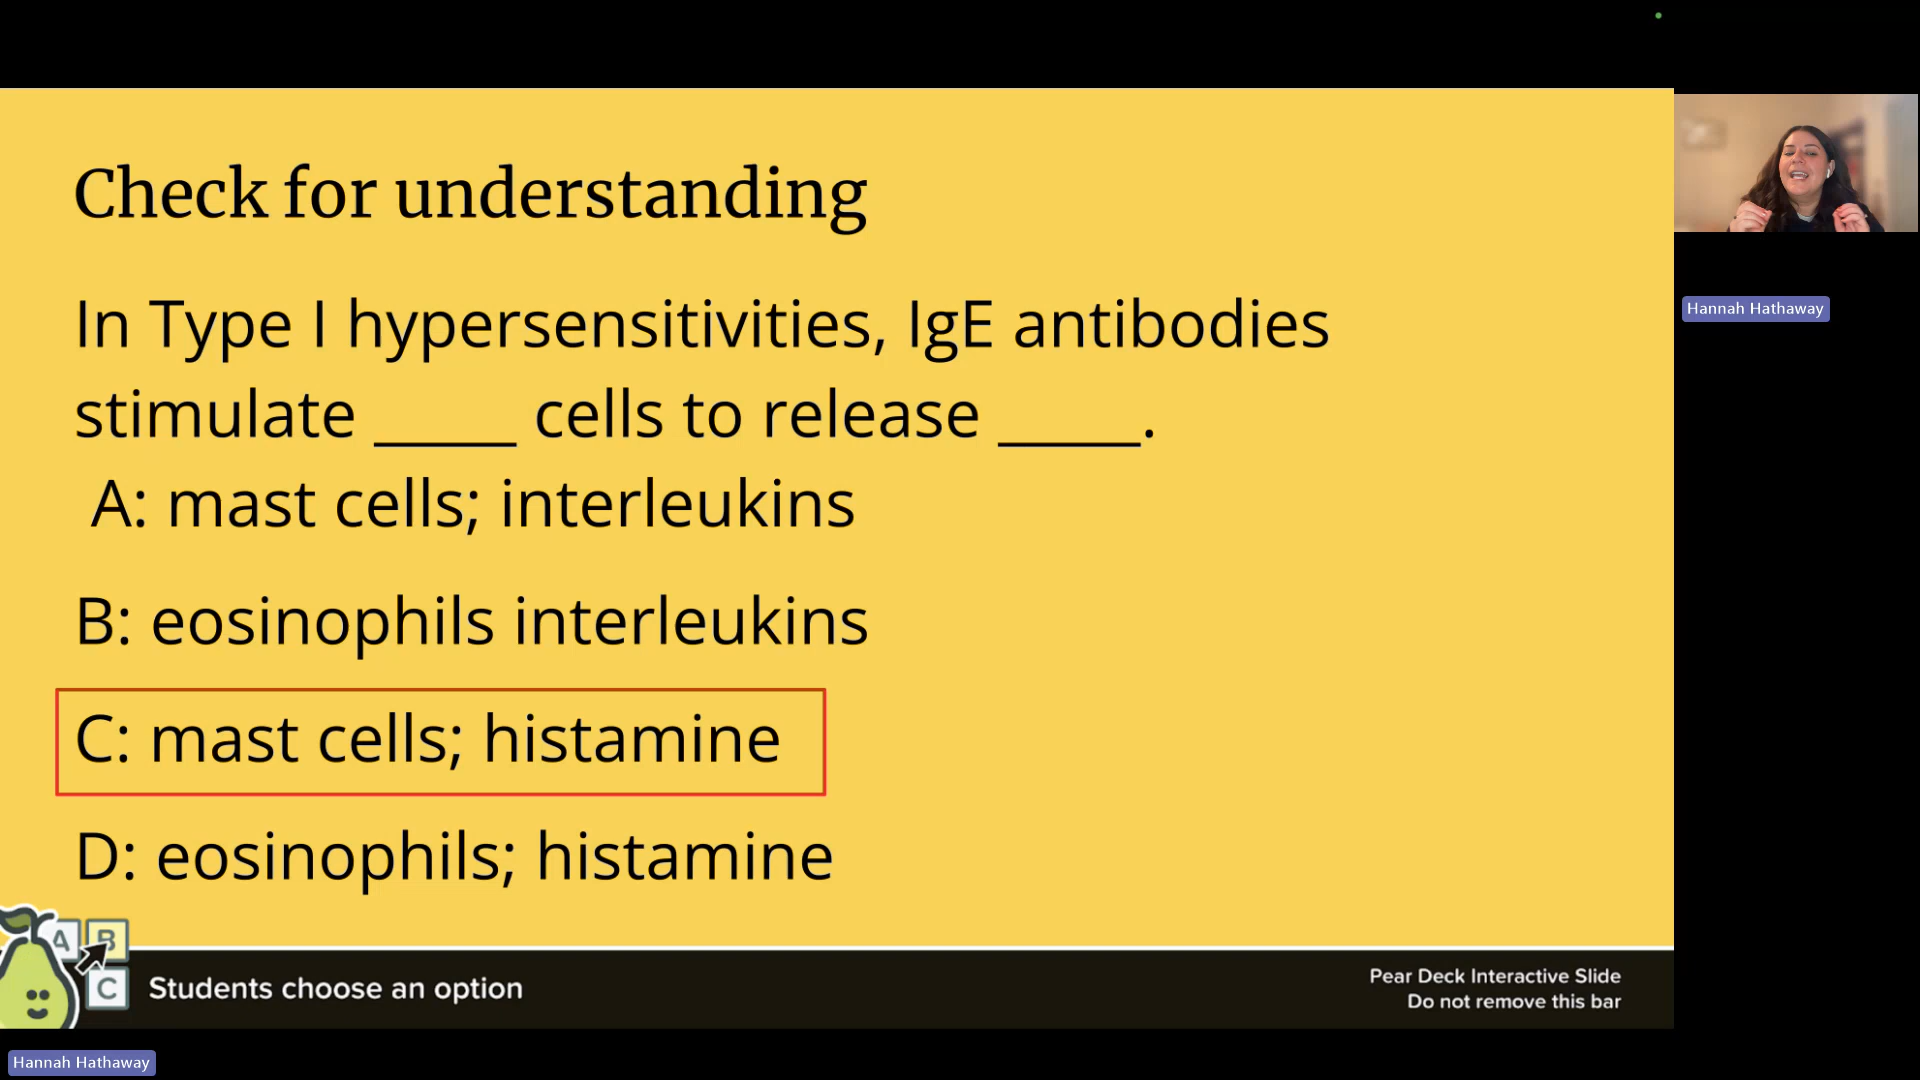 Check for understanding
In Type I hypersensitivities, IgE antibodies
stimulate _____ cells to release _____.
A: mast cells; interleukins
B: eosinophils interleukins
C: mast cells; histamine
D: eosinophils; histamine
A B
C
Students choose an option
Pear Deck Interactive Slide
Do not remove this bar
Hannah Hathaway
Hannah Hathaway